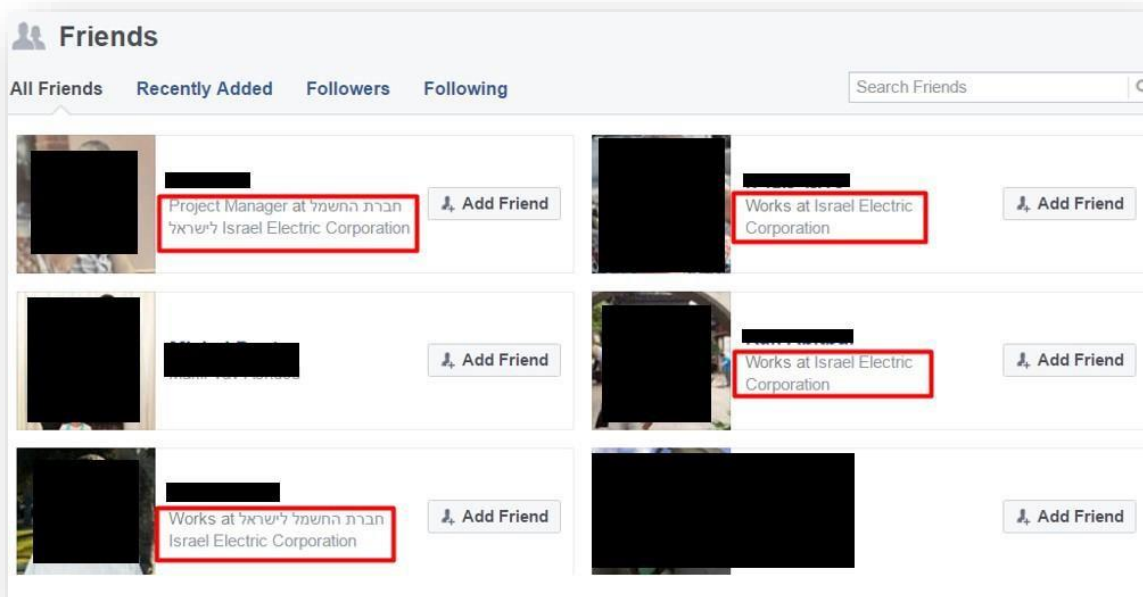 Friends
All Friends Recently Added Followers Following Search Friends
Project Manager at חברת החשמל
לישראל Israel Electric Corporation
Add Friend
Works at Israel Electric
Corporation
Add Friend
Add Friend
Works at Israel Electric
Corporation
Add Friend
Works at חברת החשמל לישראל
Israel Electric Corporation
Add Friend
Add Friend